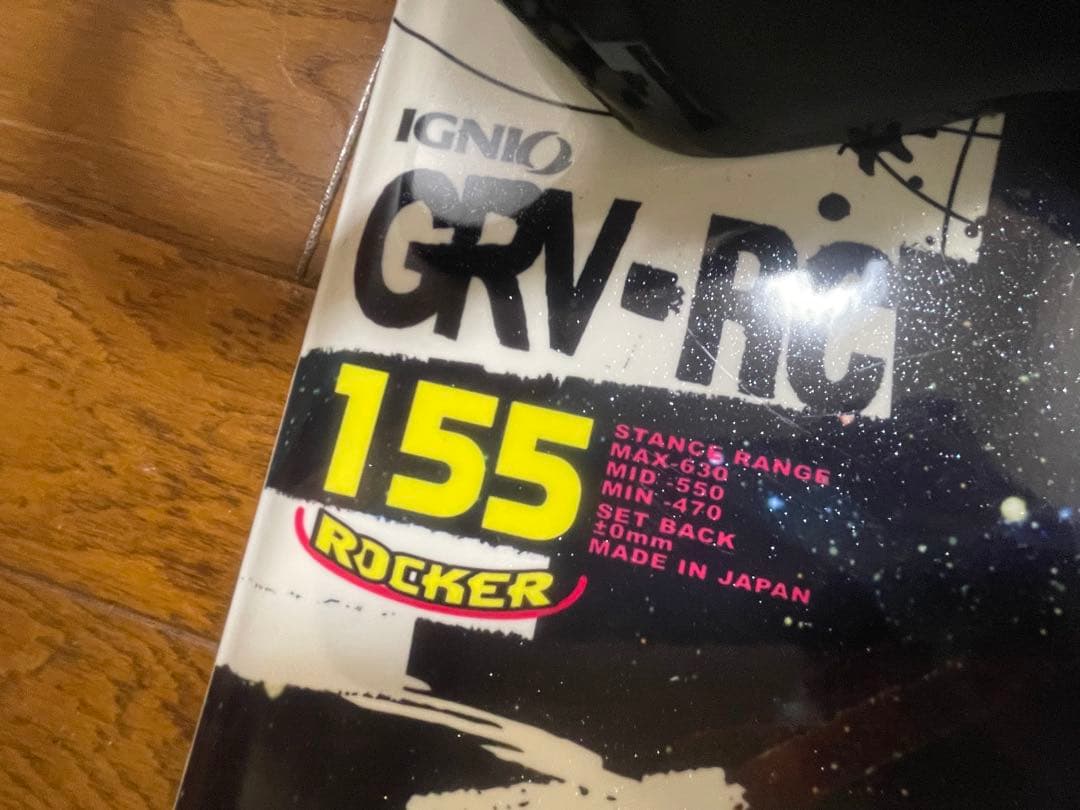 IGNIO
GRV-RC
155
ROCKER
STANCE RANGE
MAX-630
MID -550
MIN -470
SET BACK
±0mm
MADE IN JAPAN